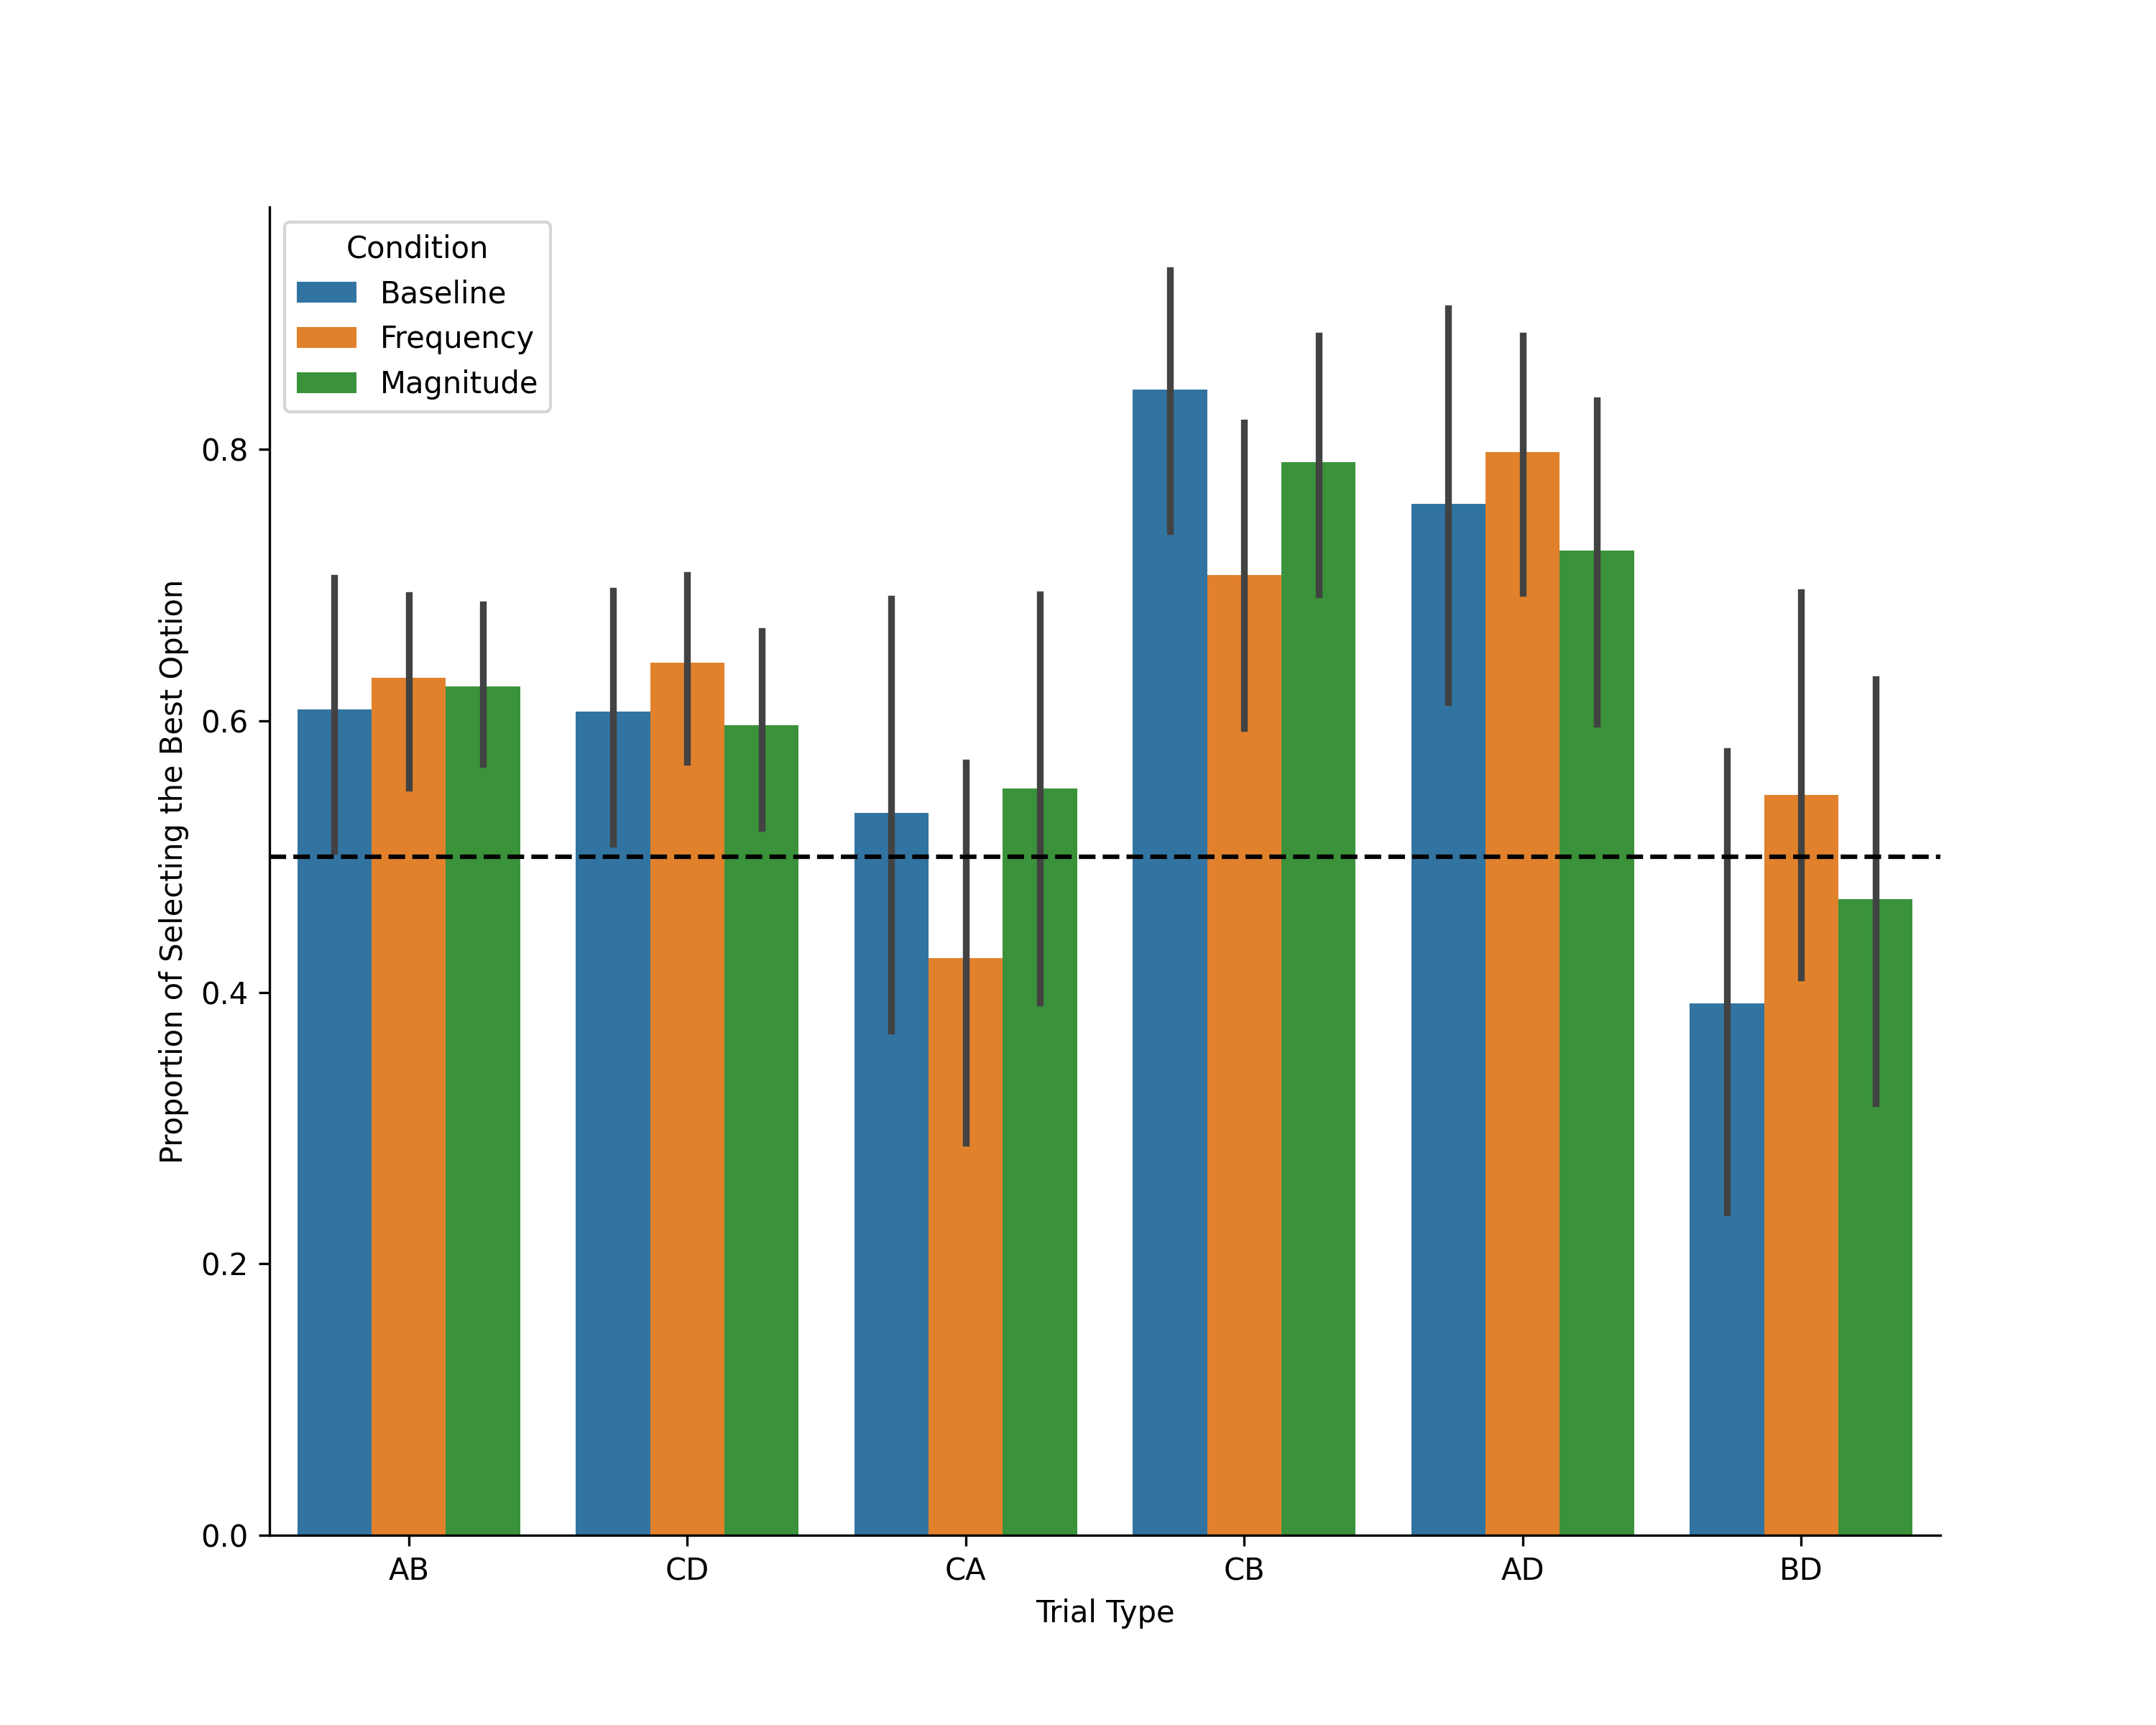 Condition
Baseline
Frequency
Magnitude
Proportion of Selecting the Best Option
0.8
0.6
0.4
0.2
0.0
AB CD CA CB AD BD
Trial Type